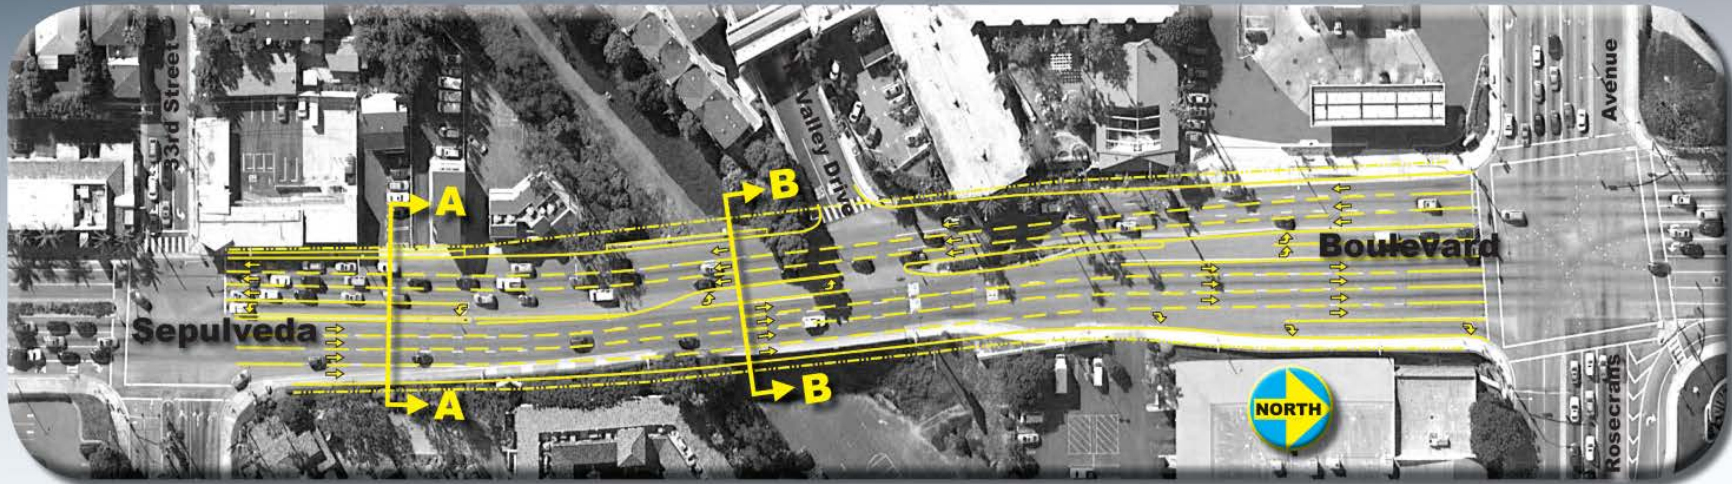 33rd Street
Valley Drive
Avenue
A
B
Boulevard
Sepulveda
A
B
NORTH
Rosecrans